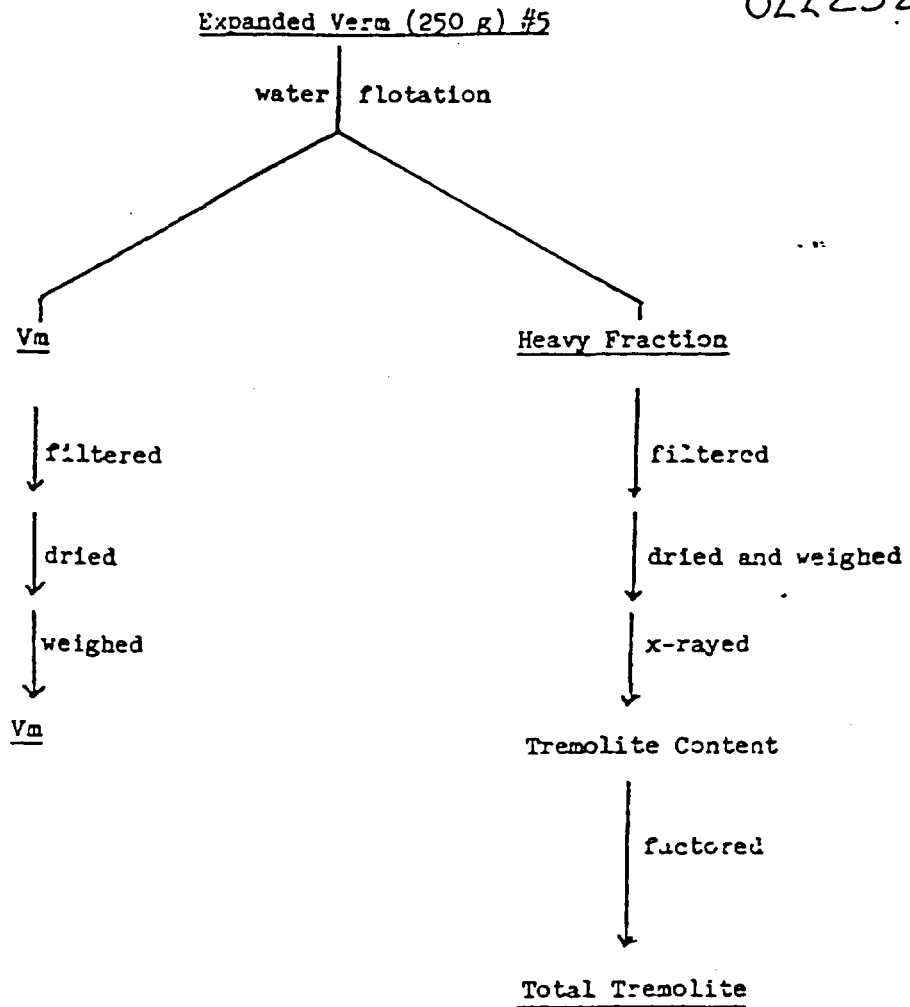 Expanded Verm (250 g) #5
water flotation
Vm
Heavy Fraction
filtered
filtered
dried
dried and weighed
weighed
x-rayed
Vm
Tremolite Content
factored
Total Tremolite